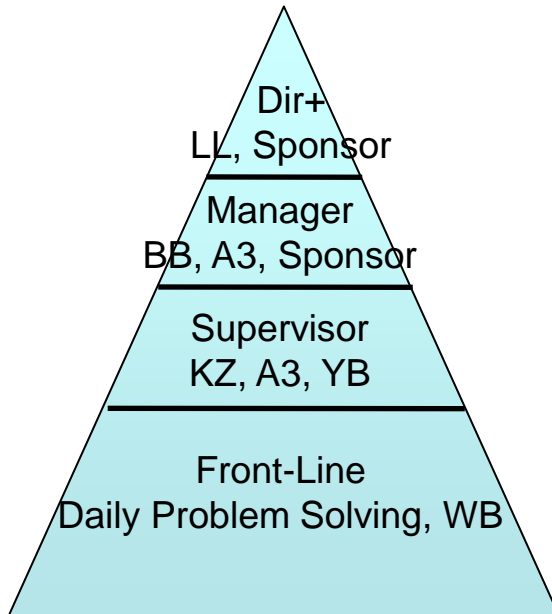 Dir+
LL, Sponsor
Manager
BB, A3, Sponsor
Supervisor
KZ, A3, YB
Front-Line
Daily Problem Solving, WB